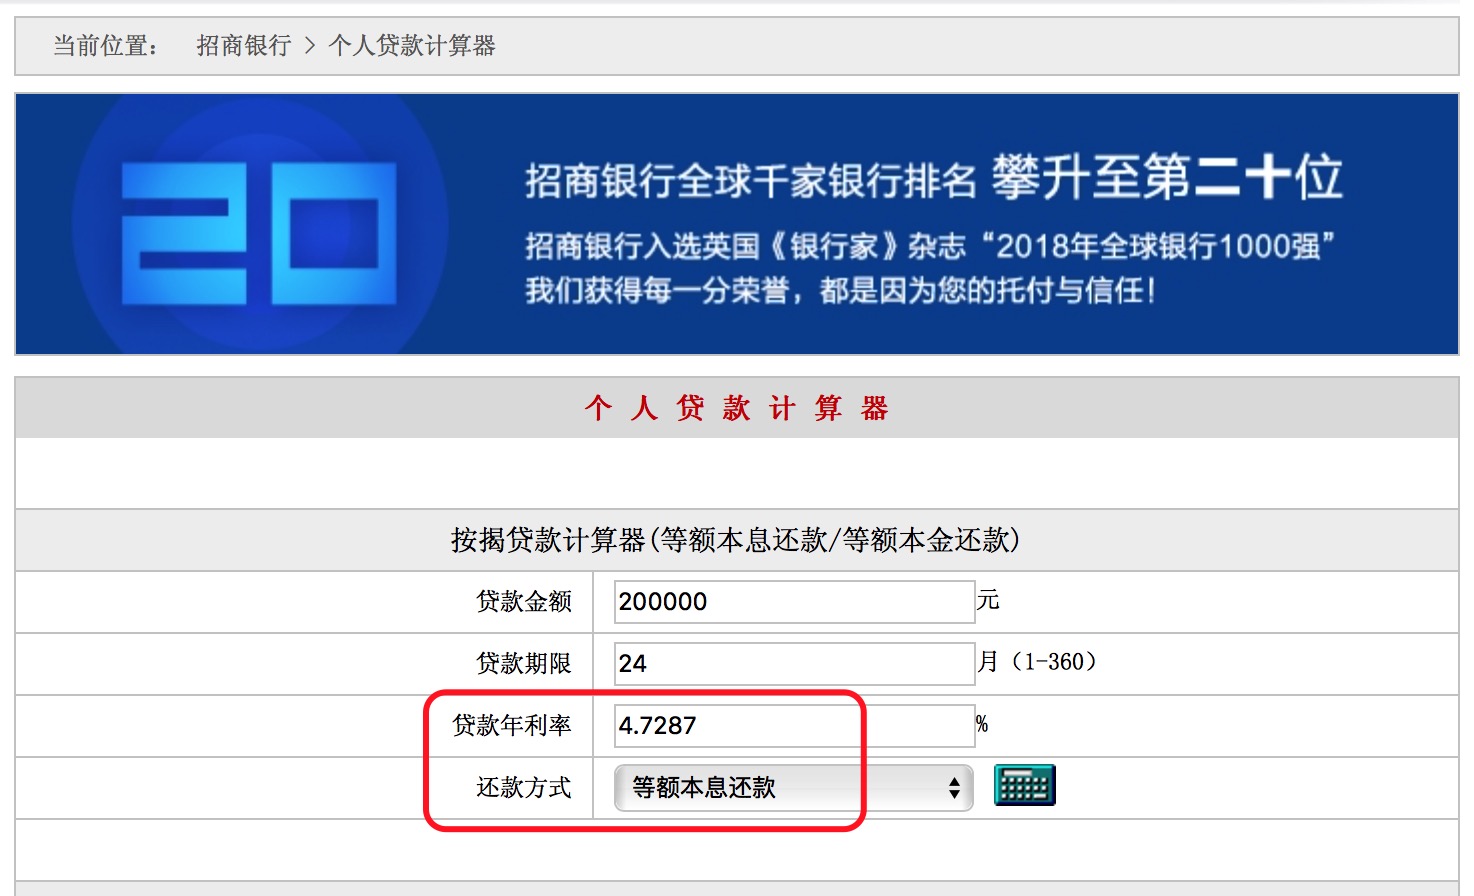 当前位置： 招商银行 > 个人贷款计算器
20
招商银行全球千家银行排名 攀升至第二十位
招商银行入选英国《银行家》杂志“2018年全球银行1000强”
我们获得每一分荣誉，都是因为您的托付与信任！
个人贷款计算器
按揭贷款计算器(等额本息还款/等额本金还款)
贷款金额 200000 元
贷款期限 24 月（1-360）
贷款年利率 4.7287 %
还款方式 等额本息还款